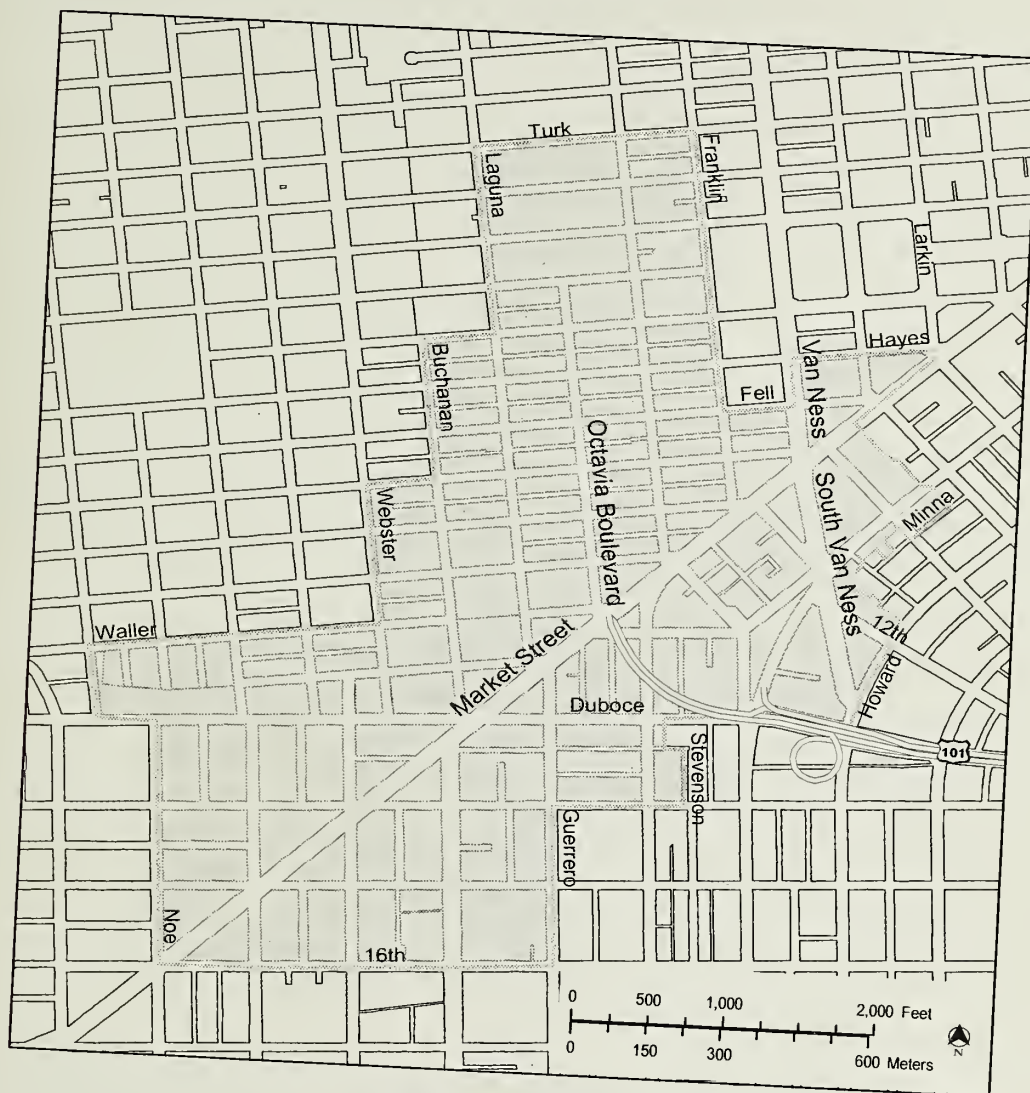 Turk
Laguna
Franklin
Larkin
Hayes
Van Ness
Buchanan
Fell
Octavia Boulevard
Webster
South Van Ness
Minna
Waller
12th
Market Street
Howard
Duboce
Stevenson
101
Guerrero
Noe
16th
0 500 1,000 2,000 Feet
0 150 300 600 Meters
N